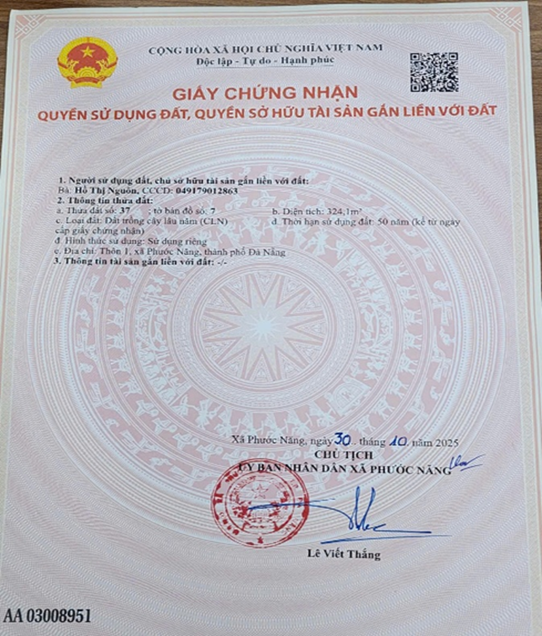 CỘNG HÒA XÃ HỘI CHỦ NGHĨA VIỆT NAM
Độc lập - Tự do - Hạnh phúc
GIẤY CHỨNG NHẬN
QUYỀN SỬ DỤNG ĐẤT, QUYỀN SỞ HỮU TÀI SẢN GẮN LIỀN VỚI ĐẤT
1. Người sử dụng đất, chủ sở hữu tài sản gắn liền với đất:
Bà: Hồ Thị Nguôn, CCCD: 049179012863
2. Thông tin thửa đất:
a. Thửa đất số: 37 ; tờ bản đồ số: 7 b. Diện tích: 324,1m²
c. Loại đất: Đất trồng cây lâu năm (CLN) d. Thời hạn sử dụng đất: 50 năm (kể từ ngày
cấp giấy chứng nhận)
đ. Hình thức sử dụng: Sử dụng riêng
e. Địa chỉ: Thôn 1, xã Phước Năng, thành phố Đà Nẵng
3. Thông tin tài sản gắn liền với đất: -/-
Xã Phước Năng, ngày 30 tháng 10 năm 2025
CHỦ TỊCH
ỦY BAN NHÂN DÂN XÃ PHƯỚC NĂNG
Lê Viết Thắng
AA 03008951